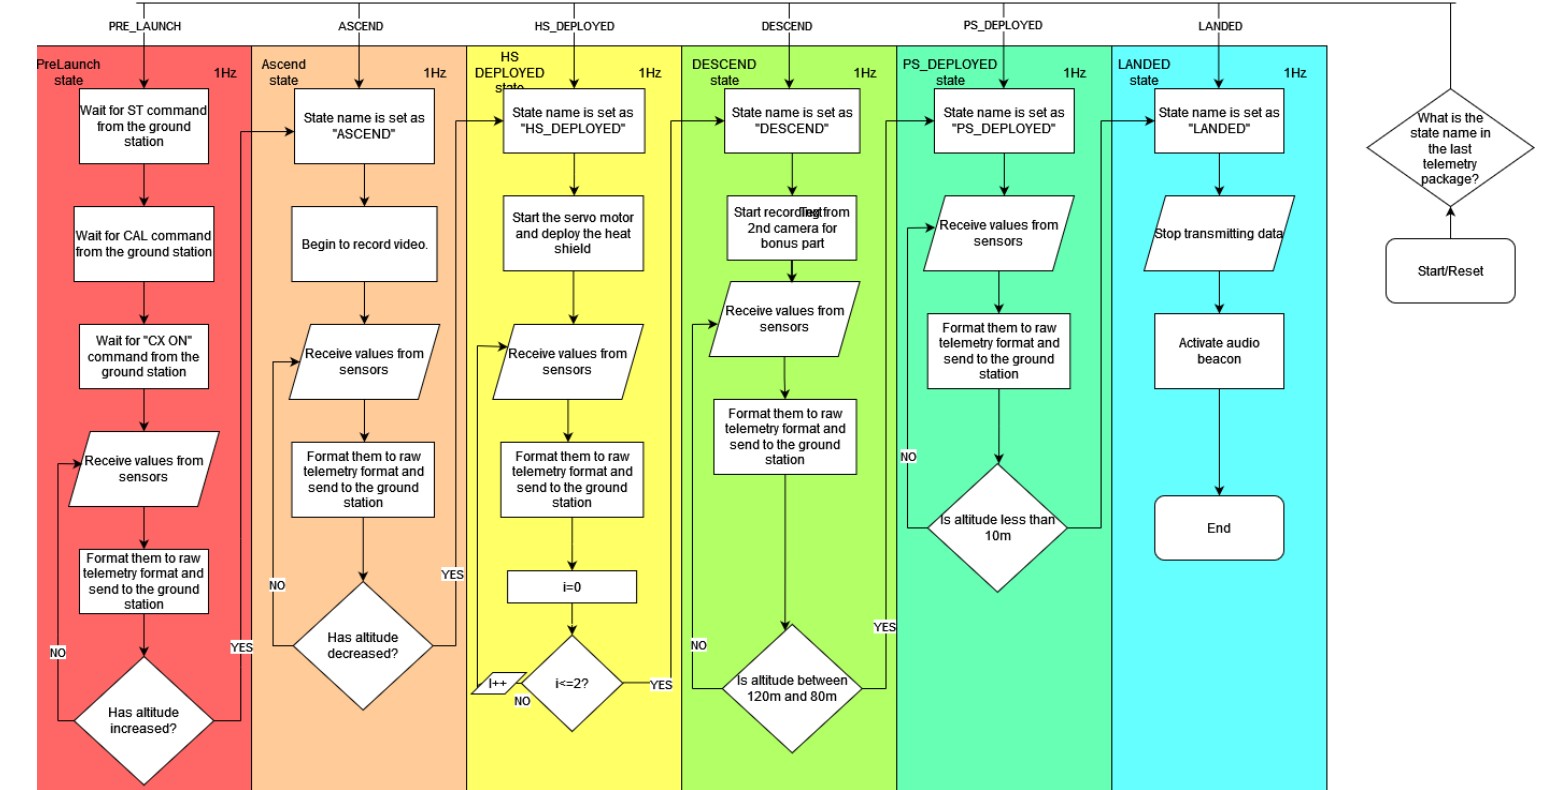 PRE_LAUNCH
ASCEND
HS_DEPLOYED
DESCEND
PS_DEPLOYED
LANDED
PreLaunch
state
1Hz
Wait for ST command
from the ground
station
Wait for CAL command
from the ground station
Wait for "CX ON"
command from the
ground station
Receive values from
sensors
Format them to raw
telemetry format and
send to the ground
station
NO
YES
Has altitude
increased?
Ascend
state
1Hz
State name is set as
"ASCEND"
Begin to record video.
Receive values from
sensors
Format them to raw
telemetry format and
send to the ground
station
NO
YES
Has altitude
decreased?
HS
DEPLOYED
state
1Hz
State name is set as
"HS_DEPLOYED"
Start the servo motor
and deploy the heat
shield
Receive values from
sensors
Format them to raw
telemetry format and
send to the ground
station
i=0
i<=2?
I++
NO
YES
DESCEND
state
1Hz
State name is set as
"DESCEND"
Start recording from
Text
2nd camera for
bonus part
Receive values from
sensors
Format them to raw
telemetry format and
send to the ground
station
NO
YES
Is altitude between
120m and 80m
PS_DEPLOYED
state
1Hz
State name is set as
"PS_DEPLOYED"
Receive values from
sensors
Format them to raw
telemetry format and
send to the ground
station
NO
Is altitude less than
10m
LANDED
state
1Hz
State name is set as
"LANDED"
Stop transmitting data
Activate audio
beacon
End
What is the
state name in
the last
telemetry
package?
Start/Reset